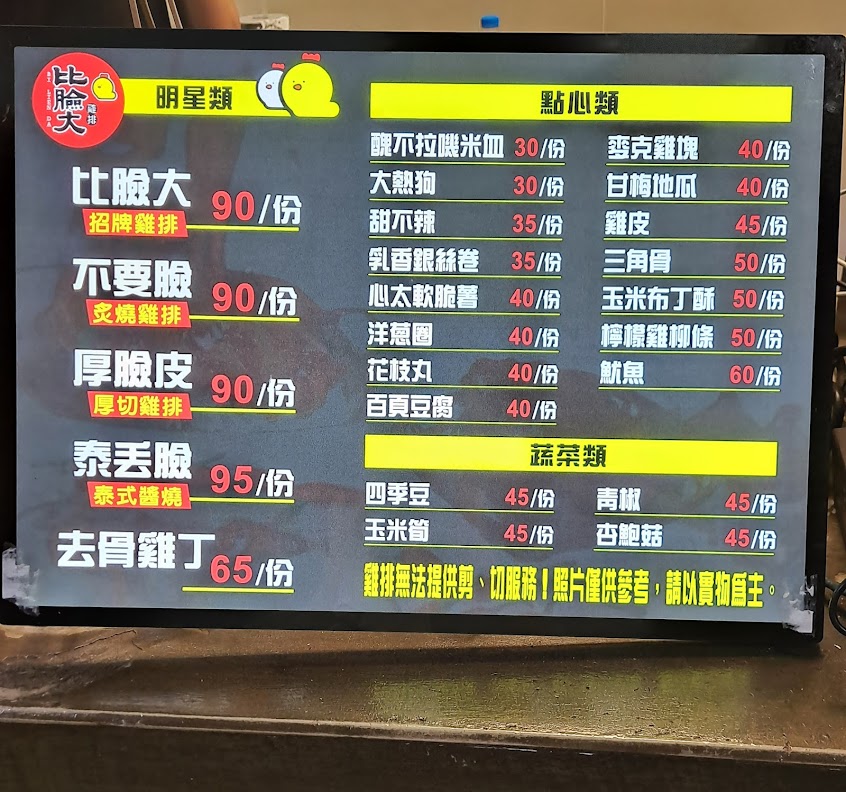 比臉大
雞排
明星類
比臉大 90/份
招牌雞排
不要臉 90/份
炙燒雞排
厚臉皮 90/份
厚切雞排
泰丟臉 95/份
泰式醬燒
去骨雞丁 65/份
點心類
醜不拉嘰米血 30/份
大熱狗 30/份
甜不辣 35/份
乳香銀絲卷 35/份
心太軟脆薯 40/份
洋蔥圈 40/份
花枝丸 40/份
百頁豆腐 40/份
麥克雞塊 40/份
甘梅地瓜 40/份
雞皮 45/份
三角骨 50/份
玉米布丁酥 50/份
檸檬雞柳條 50/份
魷魚 60/份
蔬菜類
四季豆 45/份
玉米筍 45/份
青椒 45/份
杏鮑菇 45/份
雞排無法提供剪、切服務！照片僅供參考，請以實物為主。